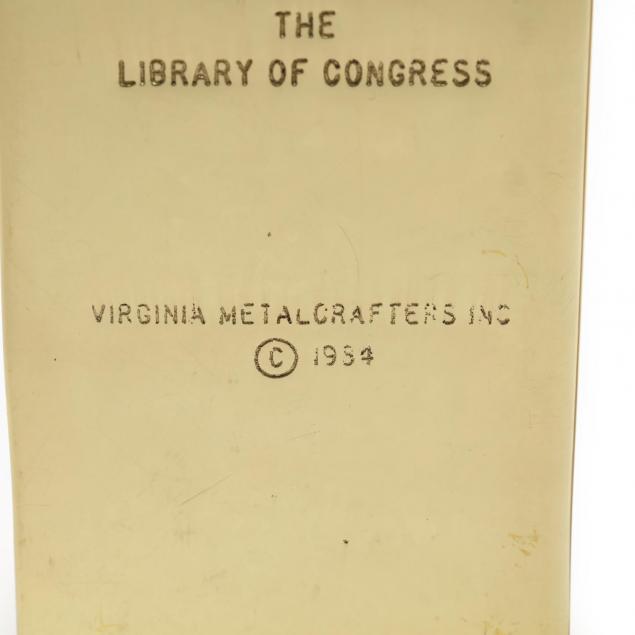 THE
LIBRARY OF CONGRESS
VIRGINIA METALCRAFTERS INC
© 1984